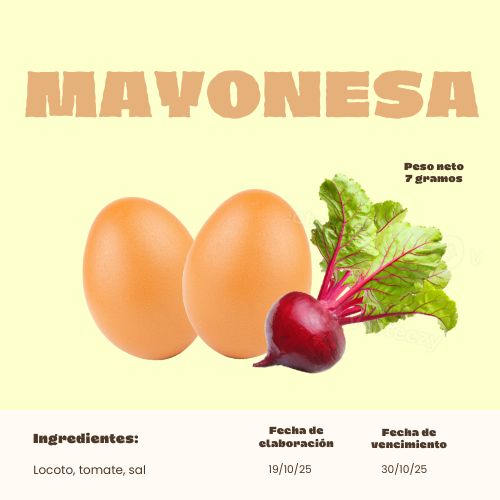 MAYONESA
Peso neto
7 gramos
Ingredientes:
Locoto, tomate, sal
Fecha de
elaboración
19/10/25
Fecha de
vencimiento
30/10/25